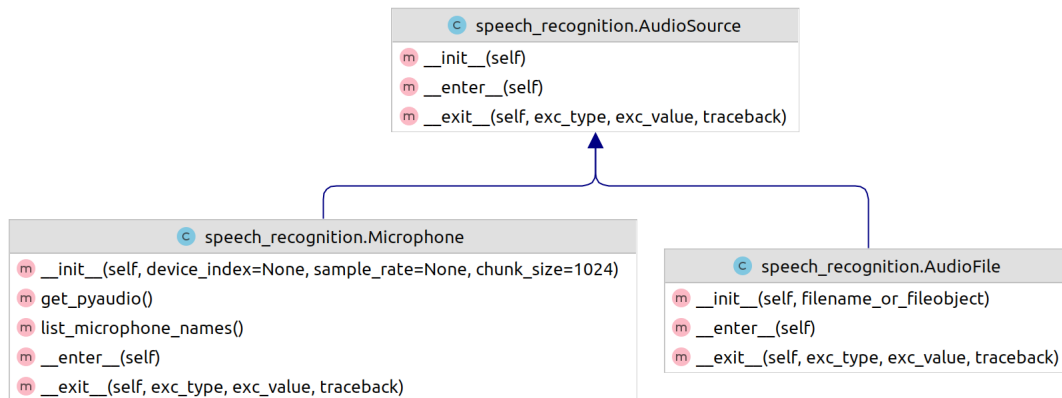 C speech_recognition.AudioSource
m __init__(self)
m __enter__(self)
m __exit__(self, exc_type, exc_value, traceback)
C speech_recognition.Microphone
m __init__(self, device_index=None, sample_rate=None, chunk_size=1024)
m get_pyaudio()
m list_microphone_names()
m __enter__(self)
m __exit__(self, exc_type, exc_value, traceback)
C speech_recognition.AudioFile
m __init__(self, filename_or_fileobject)
m __enter__(self)
m __exit__(self, exc_type, exc_value, traceback)